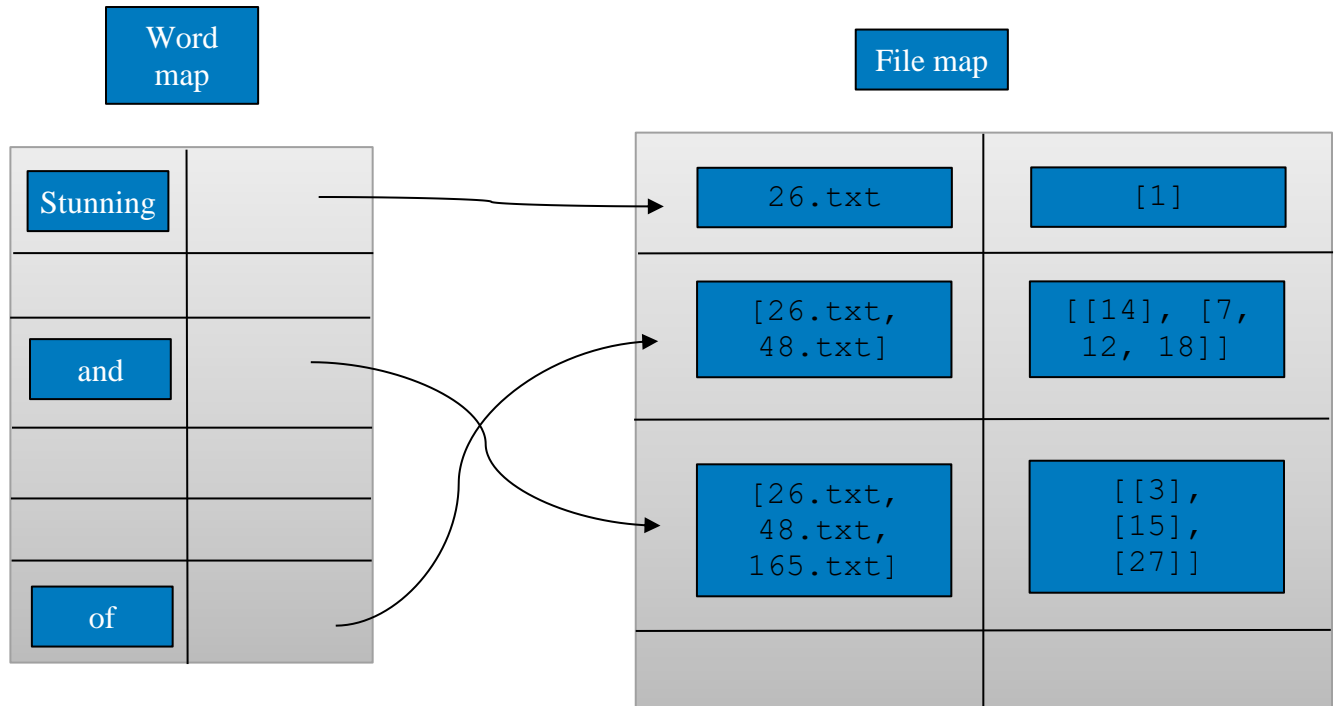 Word
map
File map
Stunning
26.txt
[1]
[26.txt,
48.txt]
[[14], [7,
12, 18]]
and
[26.txt,
48.txt,
165.txt]
[[3],
[15],
[27]]
of